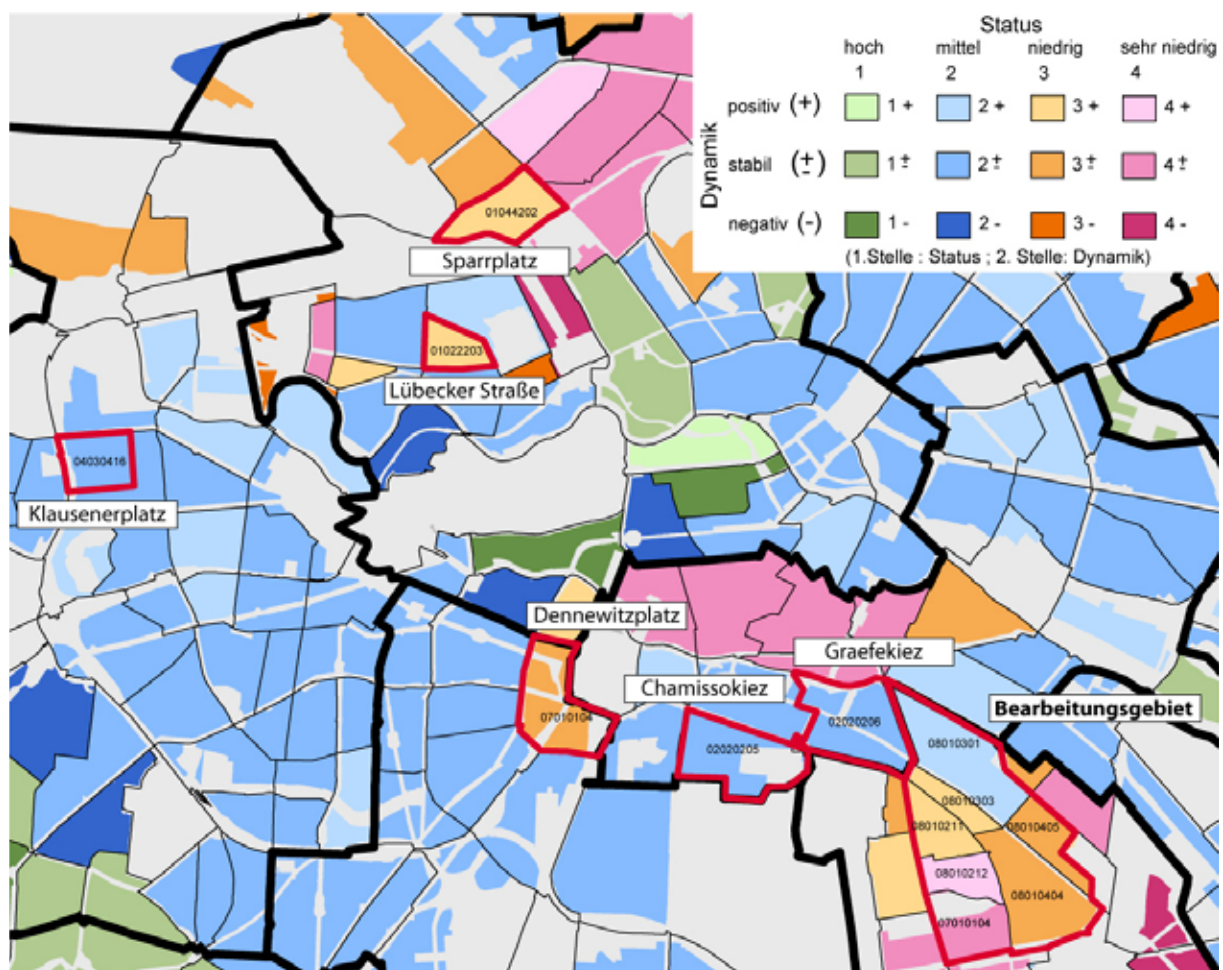 Status
hoch mittel niedrig sehr niedrig
1 2 3 4
Dynamik
positiv (+) 1 + 2 + 3 + 4 +
stabil (±) 1 ± 2 ± 3 ± 4 ±
negativ (-) 1 - 2 - 3 - 4 -
(1.Stelle : Status ; 2. Stelle: Dynamik)
01044202
Sparrplatz
01022203
Lübecker Straße
04030416
Klausenerplatz
Dennewitzplatz
Graefekiez
Chamissokiez
Bearbeitungsgebiet
07010104
02020206
02020205
08010301
08010303
08010211
08010405
08010212
08010404
07010104